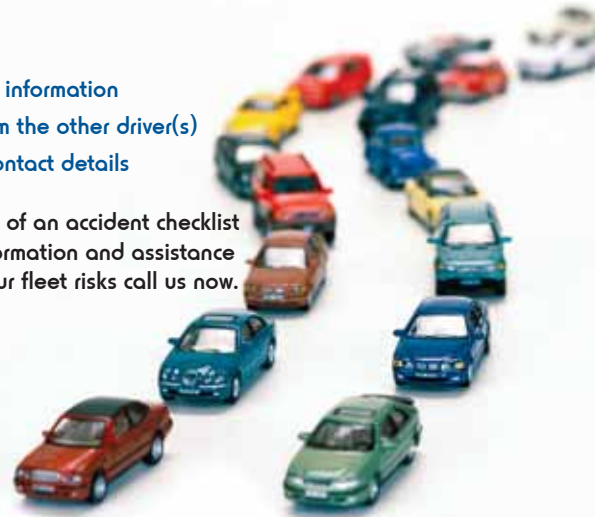 information
m the other driver(s)
ontact details
of an accident checklist
ormation and assistance
ur fleet risks call us now.